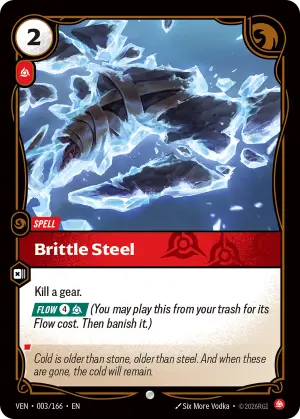 2
SPELL
Brittle Steel
Kill a gear.
FLOW 4 (You may play this from your trash for its
Flow cost. Then banish it.)
Cold is older than stone, older than steel. And when these
are gone, the cold will remain.
VEN • 003/166 • EN
Six More Vodka • ©2026RGI